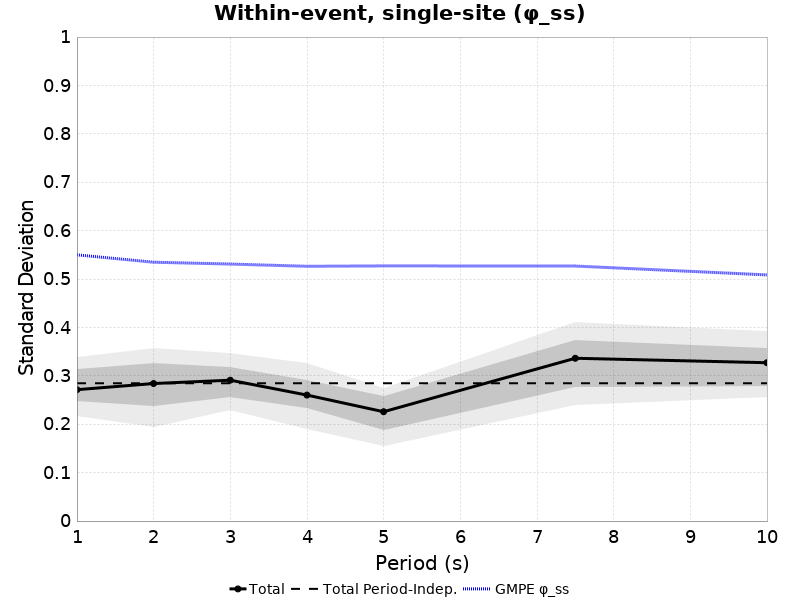 Within-event, single-site (φ_ss)
1
0.9
0.8
0.7
0.6
0.5
0.4
0.3
0.2
0.1
0
Standard Deviation
1 2 3 4 5 6 7 8 9 10
Period (s)
Total Total Period-Indep. GMPE φ_ss